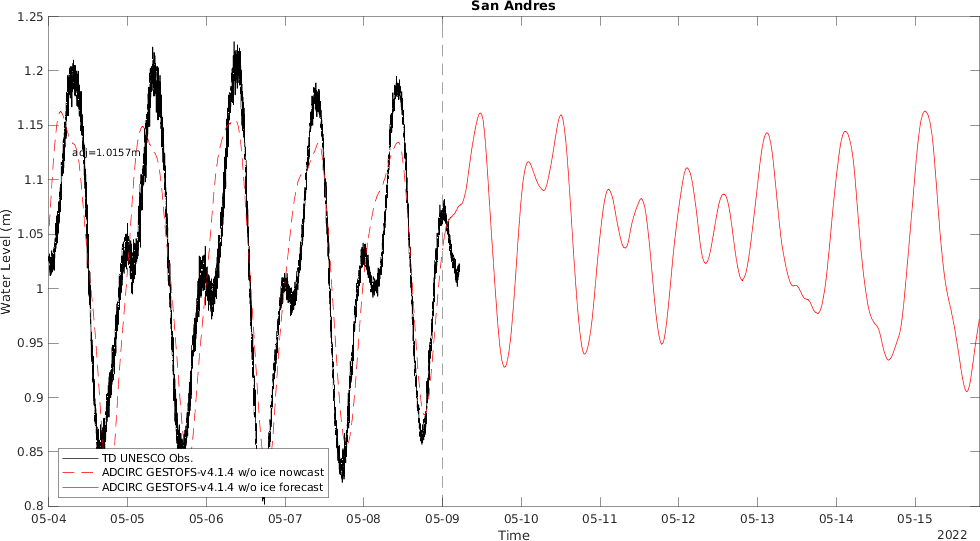 San Andres
1.25
1.2
1.15
1.1
1.05
1
0.95
0.9
0.85
0.8
Water Level (m)
adj=1.0157m
TD UNESCO Obs.
ADCIRC GESTOFS-v4.1.4 w/o ice nowcast
ADCIRC GESTOFS-v4.1.4 w/o ice forecast
05-04 05-05 05-06 05-07 05-08 05-09 05-10 05-11 05-12 05-13 05-14 05-15
Time
2022